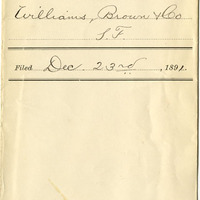 Williams, Brown & Co
S.F.
Filed Dec. 23rd, 1891.